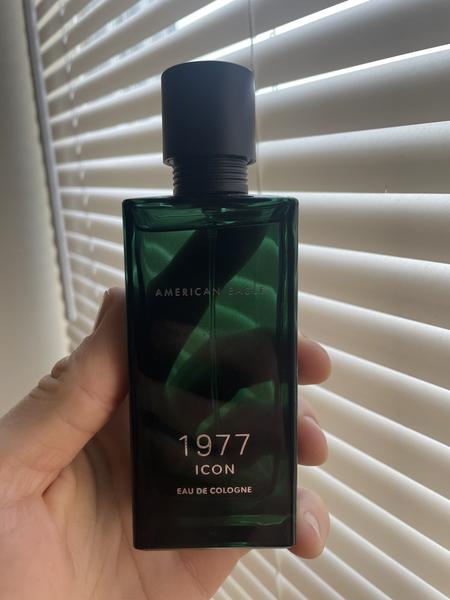 AMERICAN EAGLE
1977
ICON
EAU DE COLOGNE